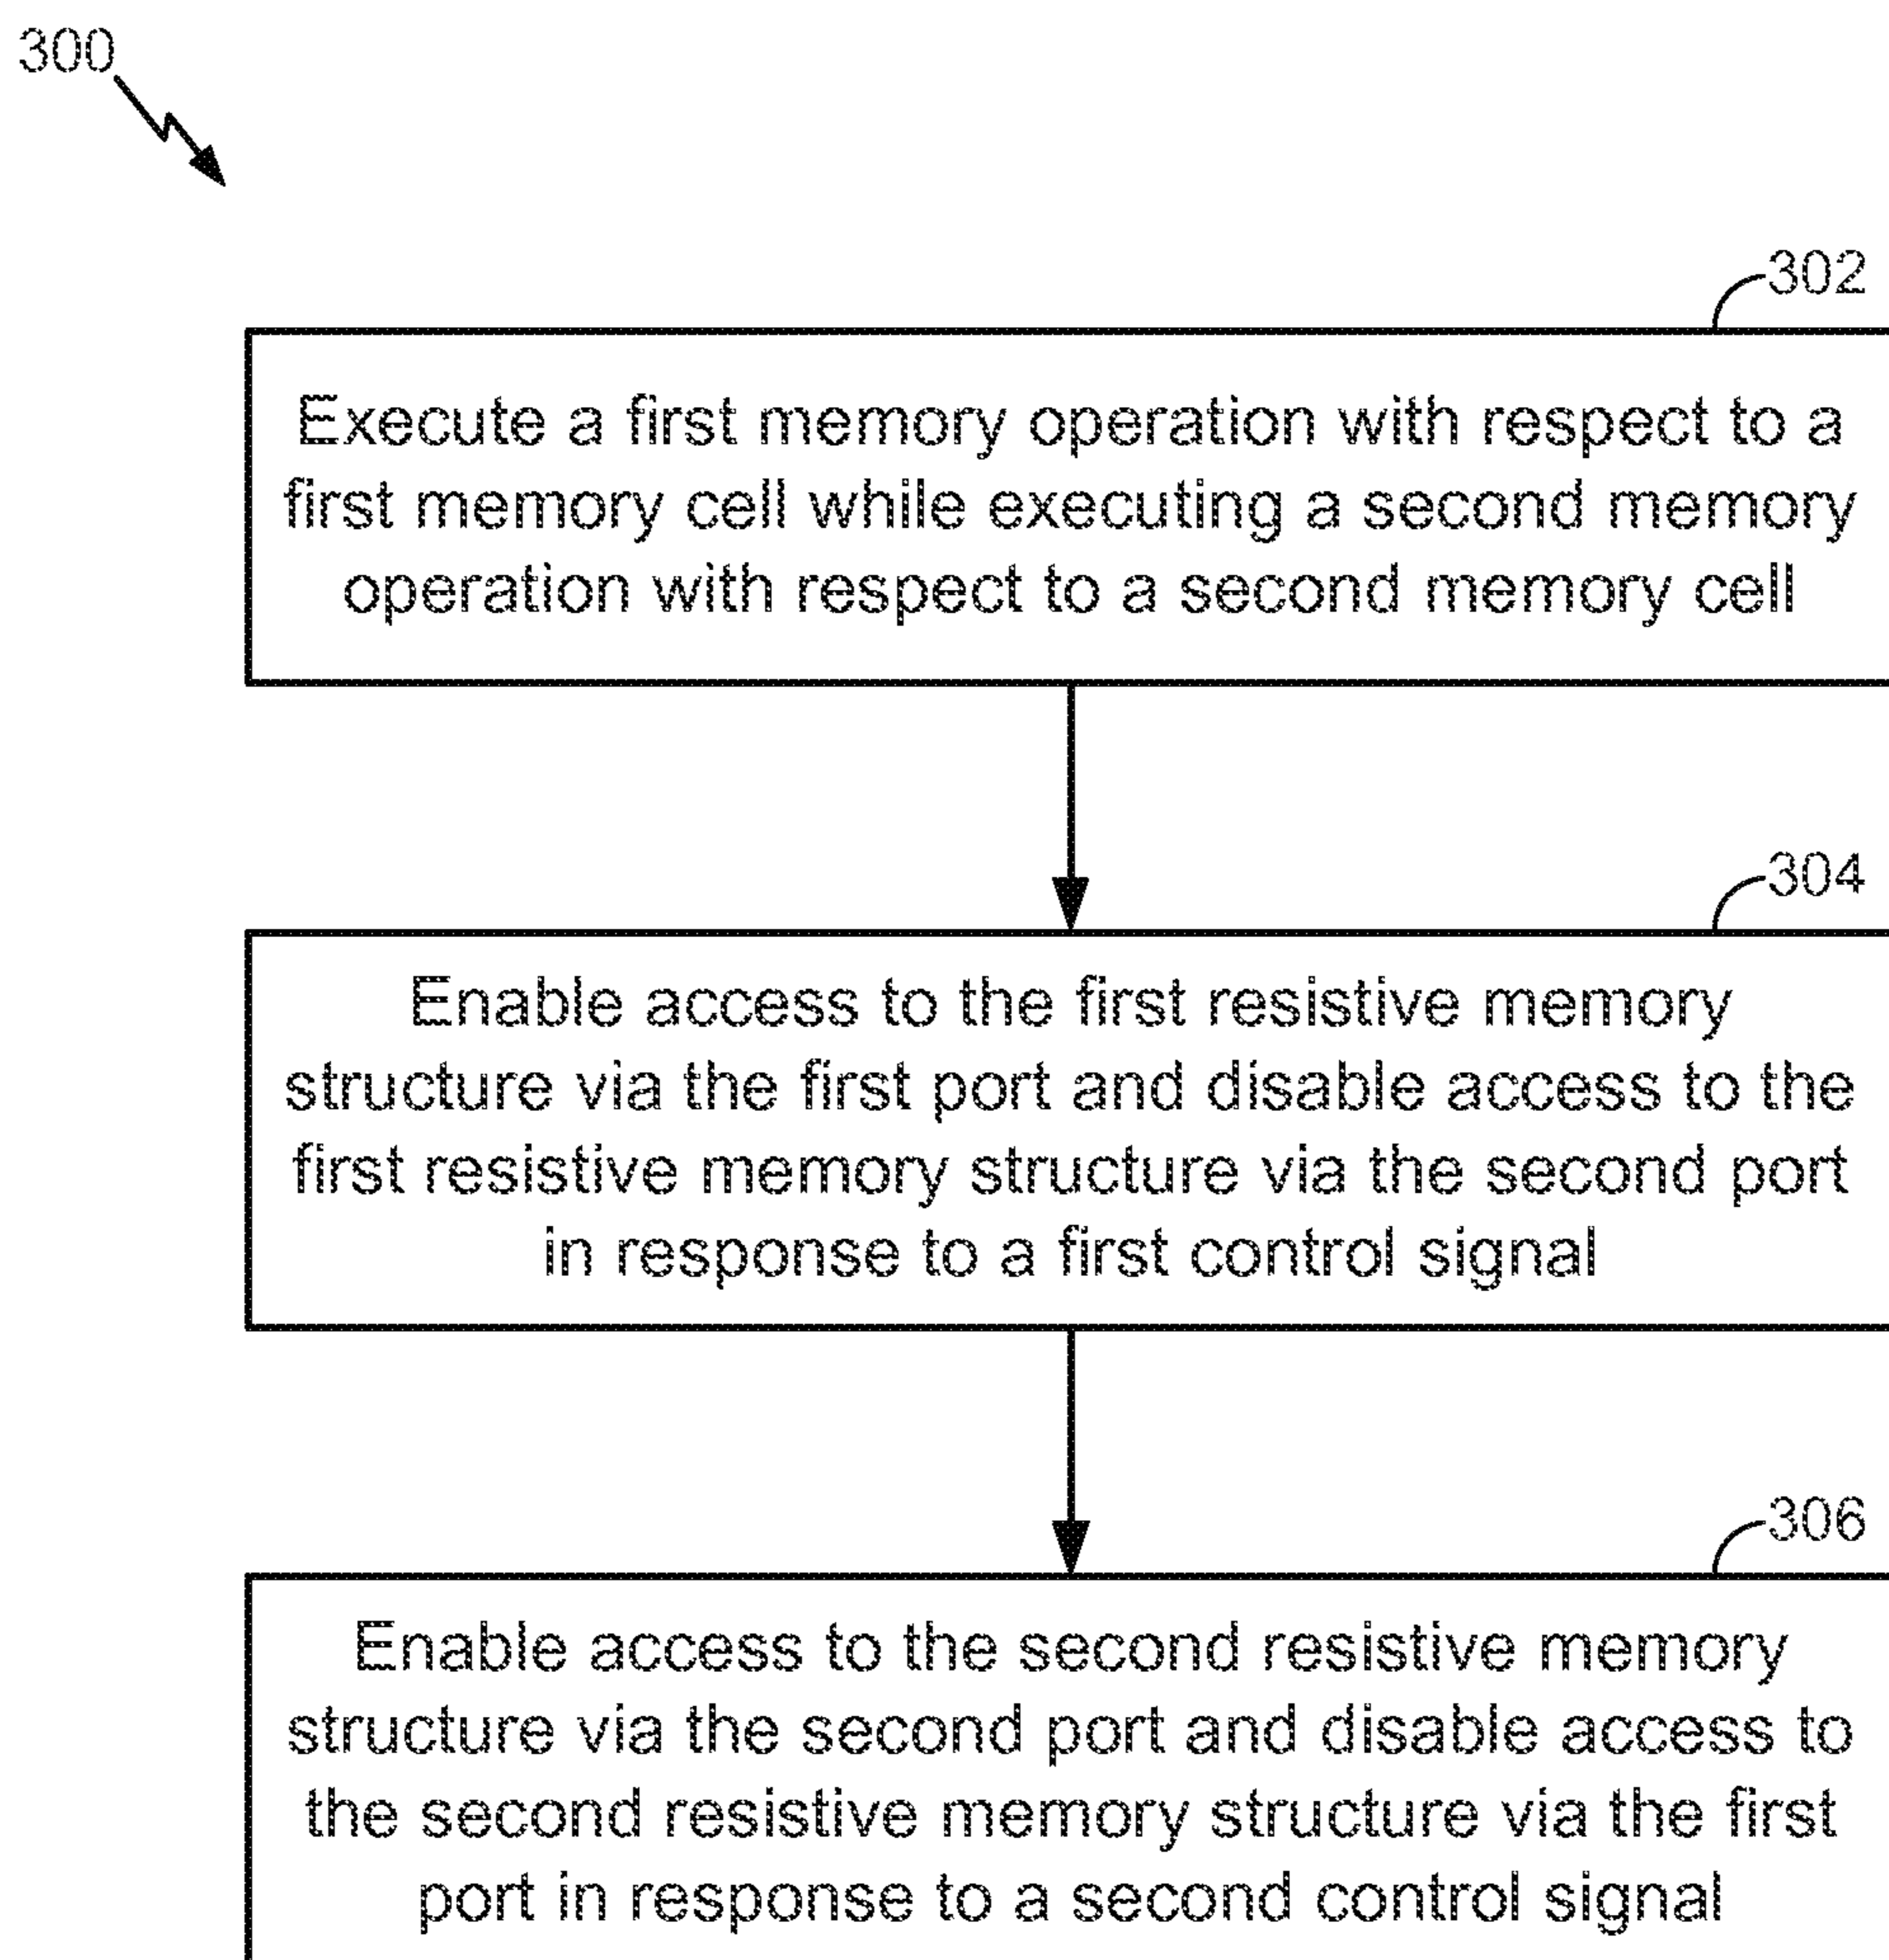 300
302
Execute a first memory operation with respect to a
first memory cell while executing a second memory
operation with respect to a second memory cell
304
Enable access to the first resistive memory
structure via the first port and disable access to the
first resistive memory structure via the second port
in response to a first control signal
306
Enable access to the second resistive memory
structure via the second port and disable access to
the second resistive memory structure via the first
port in response to a second control signal